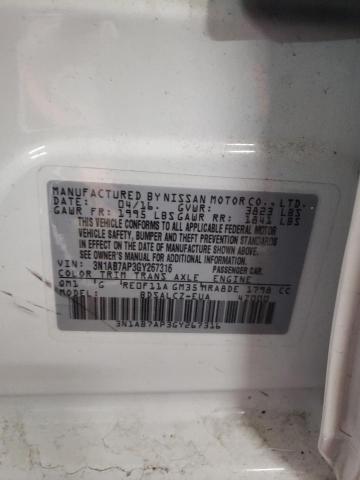 MANUFACTURED BY NISSAN MOTOR CO., LTD.
DATE: 04/16. GVWR: 3823 LBS
GAWR FR: 1995 LBS GAWR RR: 1841 LBS
THIS VEHICLE CONFORMS TO ALL APPLICABLE FEDERAL MOTOR
VEHICLE SAFETY, BUMPER AND THEFT PREVENTION STANDARDS
IN EFFECT ON THE DATE OF MANUFACTURE SHOWN ABOVE.
SEE OWNER'S MANUAL FOR ADDITIONAL INFORMATION
VIN: 3N1AB7AP3GY267316 PASSENGER CAR.
COLOR TRIM TRANS AXLE ENGINE
QM1 G RE0F11A GM35 MRA8DE 1798 CC
BDSALCZ-EUA 47000
3N1AB7AP3GY267316